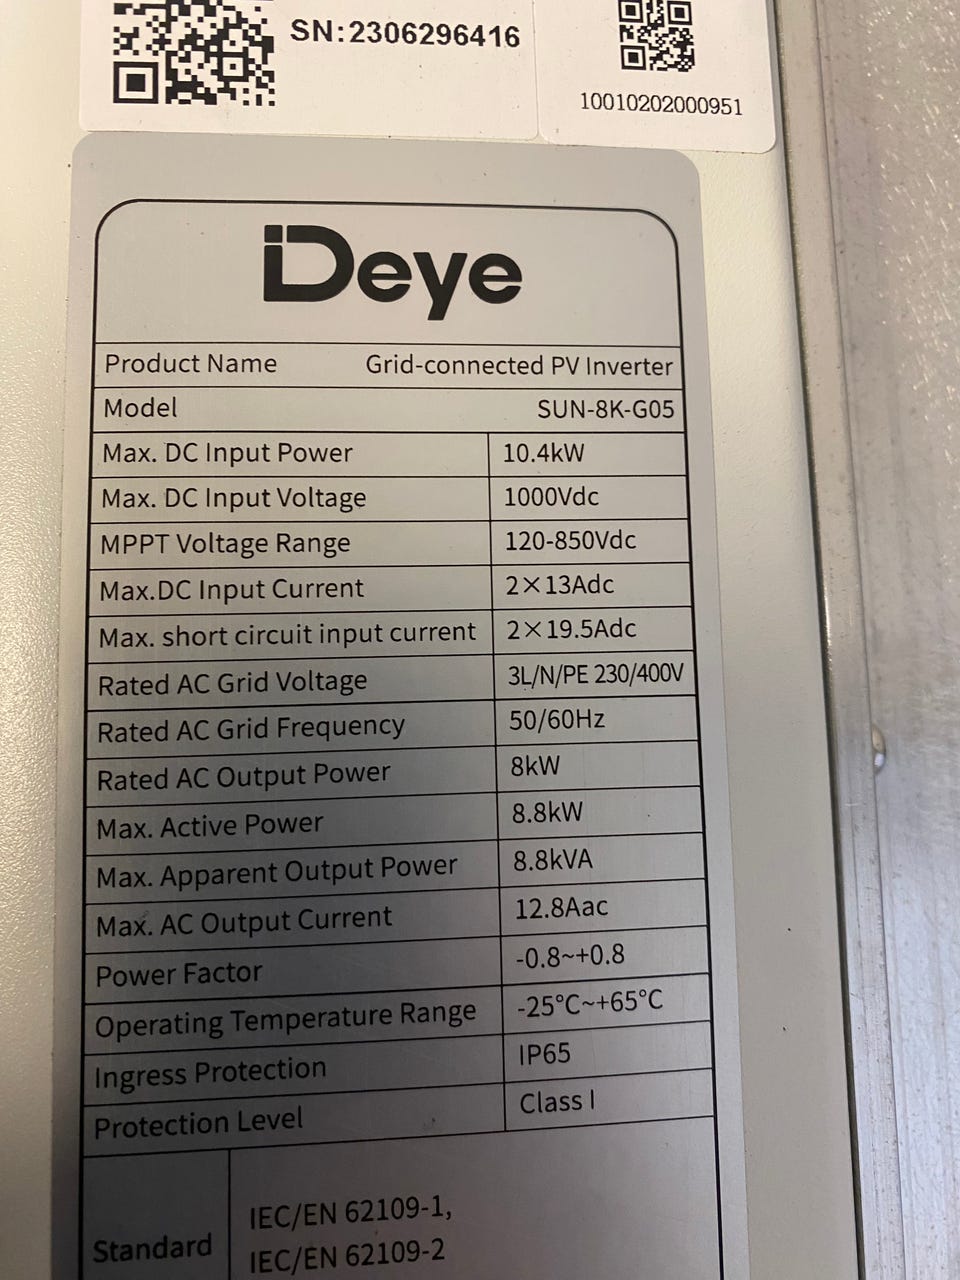 SN:2306296416
10010202000951
Deye
Product Name Grid-connected PV Inverter
Model SUN-8K-G05
Max. DC Input Power 10.4kW
Max. DC Input Voltage 1000Vdc
MPPT Voltage Range 120-850Vdc
Max.DC Input Current 2×13Adc
Max. short circuit input current 2×19.5Adc
Rated AC Grid Voltage 3L/N/PE 230/400V
Rated AC Grid Frequency 50/60Hz
Rated AC Output Power 8kW
Max. Active Power 8.8kW
Max. Apparent Output Power 8.8kVA
Max. AC Output Current 12.8Aac
Power Factor -0.8~+0.8
Operating Temperature Range -25°C~+65°C
Ingress Protection IP65
Protection Level Class I
Standard
IEC/EN 62109-1,
IEC/EN 62109-2